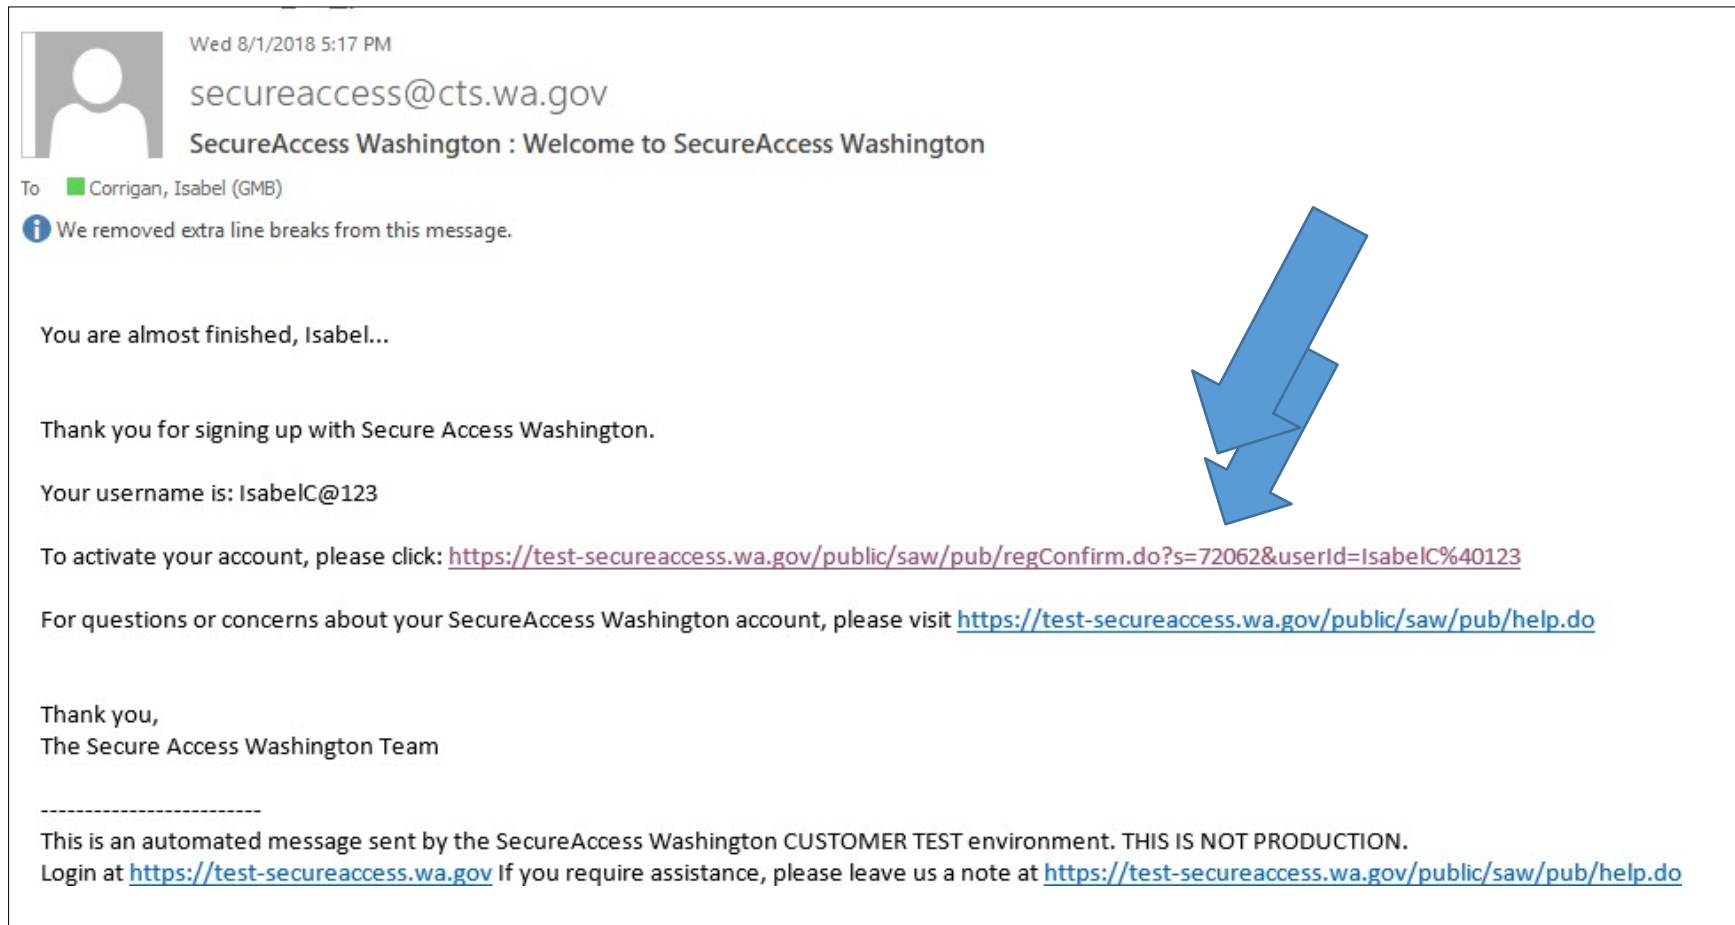 Wed 8/1/2018 5:17 PM
secureaccess@cts.wa.gov
SecureAccess Washington : Welcome to SecureAccess Washington
To Corrigan, Isabel (GMB)
We removed extra line breaks from this message.
You are almost finished, Isabel...
Thank you for signing up with Secure Access Washington.
Your username is: IsabelC@123
To activate your account, please click: https://test-secureaccess.wa.gov/public/saw/pub/regConfirm.do?s=72062&userId=IsabelC%40123
For questions or concerns about your SecureAccess Washington account, please visit https://test-secureaccess.wa.gov/public/saw/pub/help.do
Thank you,
The Secure Access Washington Team
-------------------------
This is an automated message sent by the SecureAccess Washington CUSTOMER TEST environment. THIS IS NOT PRODUCTION.
Login at https://test-secureaccess.wa.gov If you require assistance, please leave us a note at https://test-secureaccess.wa.gov/public/saw/pub/help.do